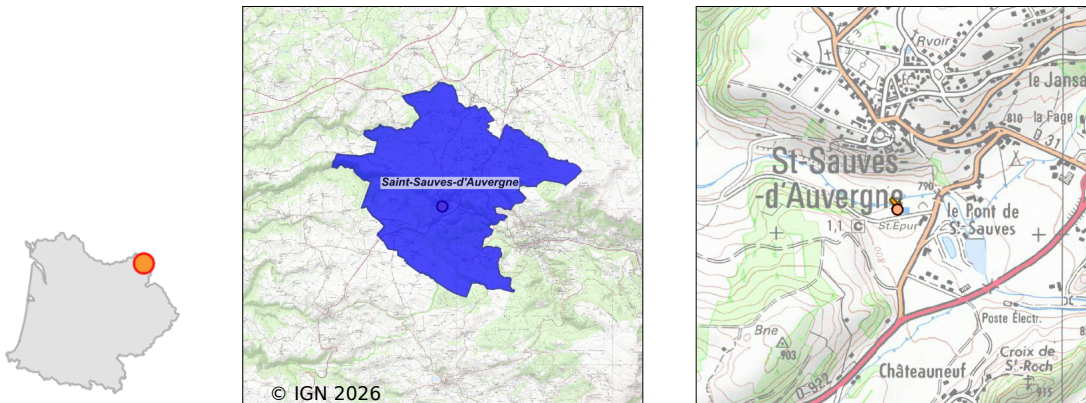 Saint-Sauves-d'Auvergne
© IGN 2026
Rvoir
le Jansa
810
la Fage
D 31
St-Sauves-
-d'Auvergne
790
le Pont de
St-Sauves
1,1
C
St.Epur
800
Poste Électr.
Bne
903
Châteauneuf
Croix de
St-Roch
915
D 922